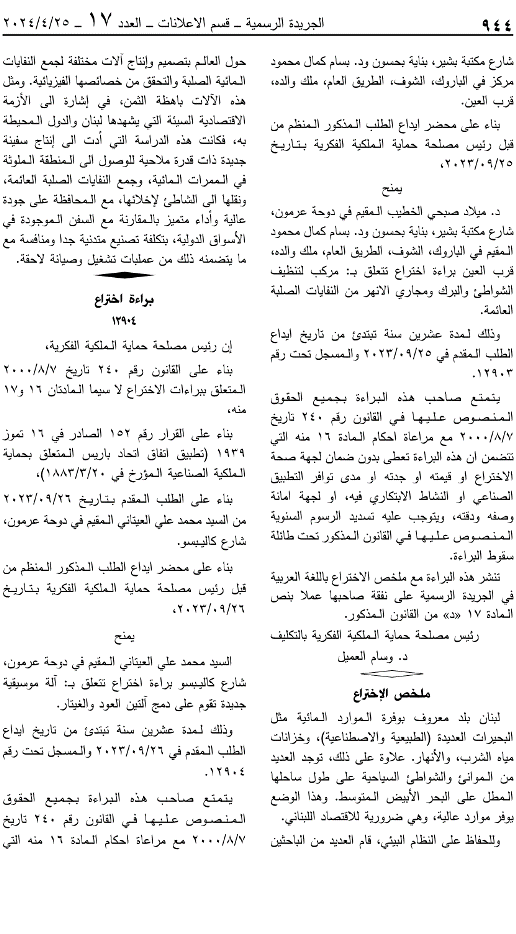 ٩٤٤
الجريدة الرسمية – قسم الاعلانات – العدد ١٧ – ٢٠٢٤/٤/٢٥
شارع مكتبة بشير، بناية بحسون ود. بسام كمال محمود
مركز في الباروك، الشوف، الطريق العام، ملك والده،
قرب العين.
بناء على محضر ايداع الطلب المذكور المنظم من
قبل رئيس مصلحة حماية الملكية الفكرية بتاريخ
٢٠٢٣/٠٩/٢٥،
يمنح
د. ميلاد صبحي الخطيب المقيم في دوحة عرمون،
شارع مكتبة بشير، بناية بحسون ود. بسام كمال محمود
المقيم في الباروك، الشوف، الطريق العام، ملك والده،
قرب العين براءة اختراع تتعلق بـ: مركب لتنظيف
الشواطئ والبرك ومجاري الانهر من النفايات الصلبة
العائمة.
وذلك لمدة عشرين سنة تبتدئ من تاريخ ايداع
الطلب المقدم في ٢٠٢٣/٠٩/٢٥ والمسجل تحت رقم
١٢٩٠٣.
يتمتع صاحب هذه البراءة بجميع الحقوق
المنصوص عليها في القانون رقم ٢٤٠ تاريخ
٢٠٠٠/٨/٧ مع مراعاة احكام المادة ١٦ منه التي
تتضمن ان هذه البراءة تعطى بدون ضمان لجهة صحة
الاختراع او قيمته او جدته او مدى توافر التطبيق
الصناعي او النشاط الابتكاري فيه، او لجهة امانة
وصفه ودقته، ويتوجب عليه تسديد الرسوم السنوية
المنصوص عليها في القانون المذكور تحت طائلة
سقوط البراءة.
تنشر هذه البراءة مع ملخص الاختراع باللغة العربية
في الجريدة الرسمية على نفقة صاحبها عملا بنص
المادة ١٧ «د» من القانون المذكور.
رئيس مصلحة حماية الملكية الفكرية بالتكليف
د. وسام العميل
ملخص الإختراع
لبنان بلد معروف بوفرة الموارد المائية مثل
البحيرات العديدة (الطبيعية والاصطناعية)، وخزانات
مياه الشرب، والأنهار. علاوة على ذلك، توجد العديد
من الموانئ والشواطئ السياحية على طول ساحلها
المطل على البحر الأبيض المتوسط. وهذا الوضع
يوفر موارد عالية، وهي ضرورية للاقتصاد اللبناني.
وللحفاظ على النظام البيئي، قام العديد من الباحثين
حول العالم بتصميم وإنتاج آلات مختلفة لجمع النفايات
المائية الصلبة والتحقق من خصائصها الفيزيائية. ومثل
هذه الآلات باهظة الثمن، في إشارة الى الأزمة
الاقتصادية السيئة التي يشهدها لبنان والدول المحيطة
به، فكانت هذه الدراسة التي أدت الى إنتاج سفينة
جديدة ذات قدرة ملاحية للوصول الى المنطقة الملوثة
في الممرات المائية، وجمع النفايات الصلبة العائمة،
ونقلها الى الشاطئ لإخلائها، مع المحافظة على جودة
عالية وأداء متميز بالمقارنة مع السفن الموجودة في
الأسواق الدولية، بتكلفة تصنيع متدنية جدا ومنافسة مع
ما يتضمنه ذلك من عمليات تشغيل وصيانة لاحقة.
براءة اختراع
١٢٩٠٤
إن رئيس مصلحة حماية الملكية الفكرية،
بناء على القانون رقم ٢٤٠ تاريخ ٢٠٠٠/٨/٧
المتعلق ببراءات الاختراع لا سيما المادتان ١٦ و١٧
منه،
بناء على القرار رقم ١٥٢ الصادر في ١٦ تموز
١٩٣٩ (تطبيق اتفاق اتحاد باريس المتعلق بحماية
الملكية الصناعية المؤرخ في ١٨٨٣/٣/٢٠)،
بناء على الطلب المقدم بتاريخ ٢٠٢٣/٠٩/٢٦
من السيد محمد علي العيتاني المقيم في دوحة عرمون،
شارع كاليبسو.
بناء على محضر ايداع الطلب المذكور المنظم من
قبل رئيس مصلحة حماية الملكية الفكرية بتاريخ
٢٠٢٣/٠٩/٢٦،
يمنح
السيد محمد علي العيتاني المقيم في دوحة عرمون،
شارع كاليبسو براءة اختراع تتعلق بـ: آلة موسيقية
جديدة تقوم على دمج آلتين العود والغيتار.
وذلك لمدة عشرين سنة تبتدئ من تاريخ ايداع
الطلب المقدم في ٢٠٢٣/٠٩/٢٦ والمسجل تحت رقم
١٢٩٠٤.
يتمتع صاحب هذه البراءة بجميع الحقوق
المنصوص عليها في القانون رقم ٢٤٠ تاريخ
٢٠٠٠/٨/٧ مع مراعاة احكام المادة ١٦ منه التي